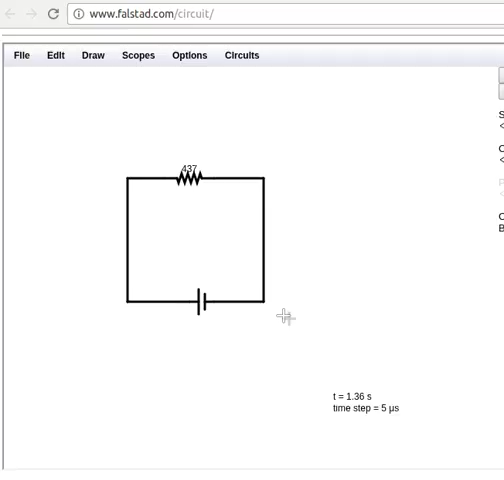 www.falstad.com/circuit/
File Edit Draw Scopes Options Circuits
S
<
C
<
P
<
C
B
437
t = 1.36 s
time step = 5 µs